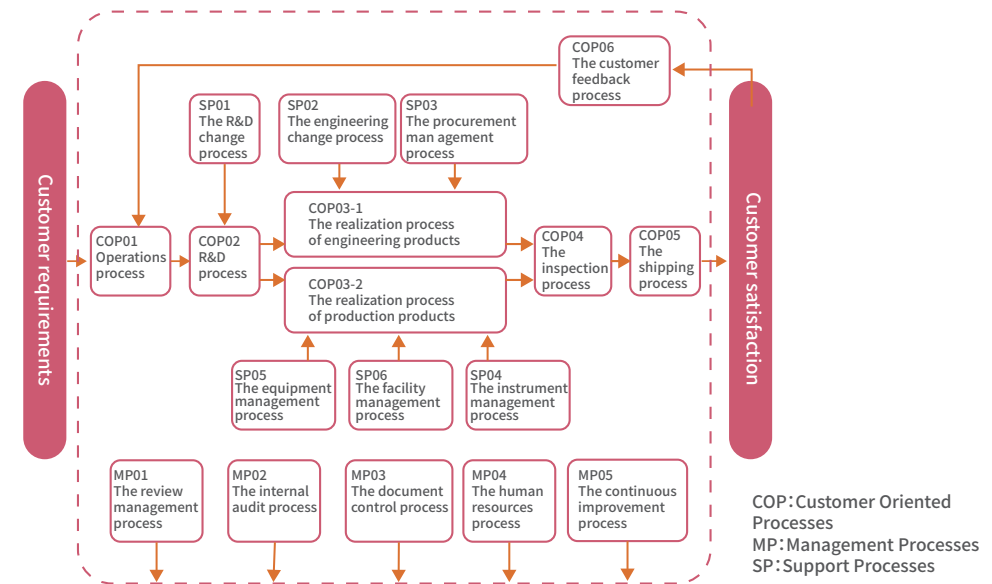 COP06
The customer
feedback
process
SP01
The R&D
change
process
SP02
The engineering
change process
SP03
The procurement
man agement
process
Customer requirements
COP01
Operations
process
COP02
R&D
process
COP03-1
The realization process
of engineering products
COP03-2
The realization process
of production products
COP04
The
inspection
process
COP05
The
shipping
process
Customer satisfaction
SP05
The equipment
management
process
SP06
The facility
management
process
SP04
The instrument
management
process
MP01
The review
management
process
MP02
The internal
audit process
MP03
The document
control process
MP04
The human
resources
process
MP05
The continuous
improvement
process
COP：Customer Oriented
Processes
MP：Management Processes
SP：Support Processes